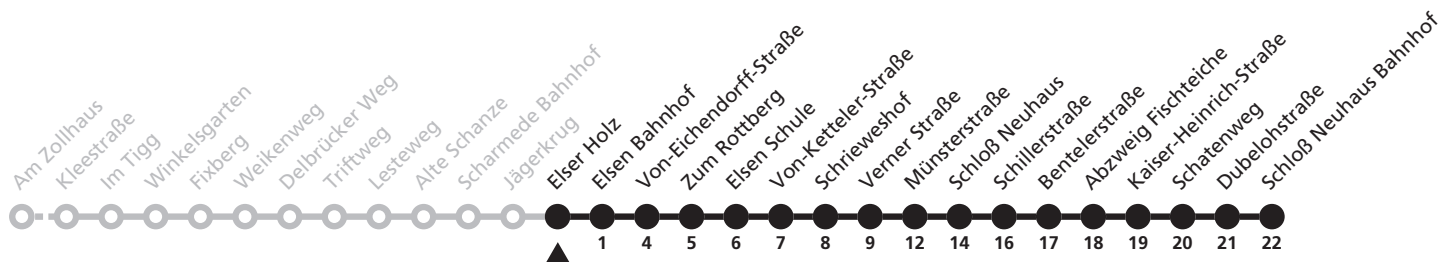 Am Zollhaus
Kleestraße
Im Tigg
Winkelsgarten
Fixberg
Weikenweg
Delbrücker Weg
Triftweg
Lesteweg
Alte Schanze
Scharmede Bahnhof
Jägerkrug
Elser Holz
Elsen Bahnhof
Von-Eichendorff-Straße
Zum Rottberg
Elsen Schule
Von-Ketteler-Straße
Schrieweshof
Verner Straße
Münsterstraße
Schloß Neuhaus
Schillerstraße
Bentelerstraße
Abzweig Fischteiche
Kaiser-Heinrich-Straße
Schatenweg
Dubelohstraße
Schloß Neuhaus Bahnhof
1 4 5 6 7 8 9 12 14 16 17 18 19 20 21 22